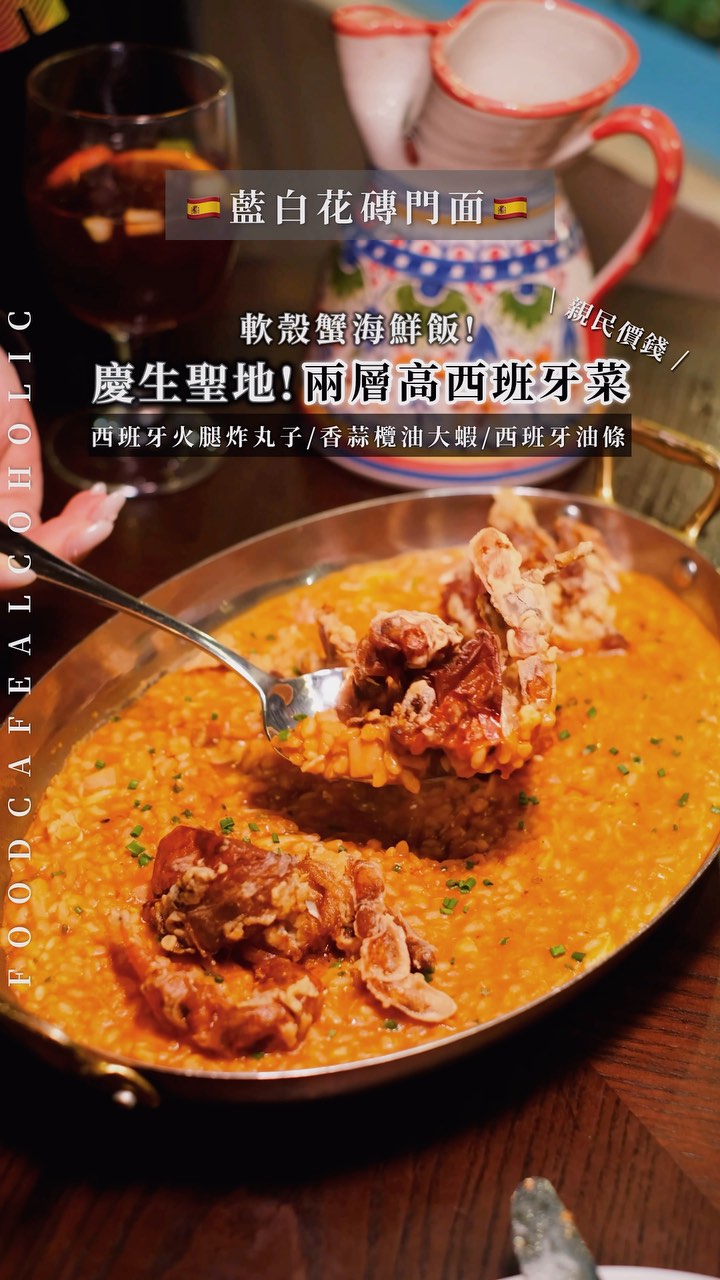 🇪🇸藍白花磚門面🇪🇸
軟殼蟹海鮮飯!
\ 親民價錢 /
慶生聖地!兩層高西班牙菜
西班牙火腿炸丸子/香蒜欖油大蝦/西班牙油條
FOODCAFEALCOHOLIC